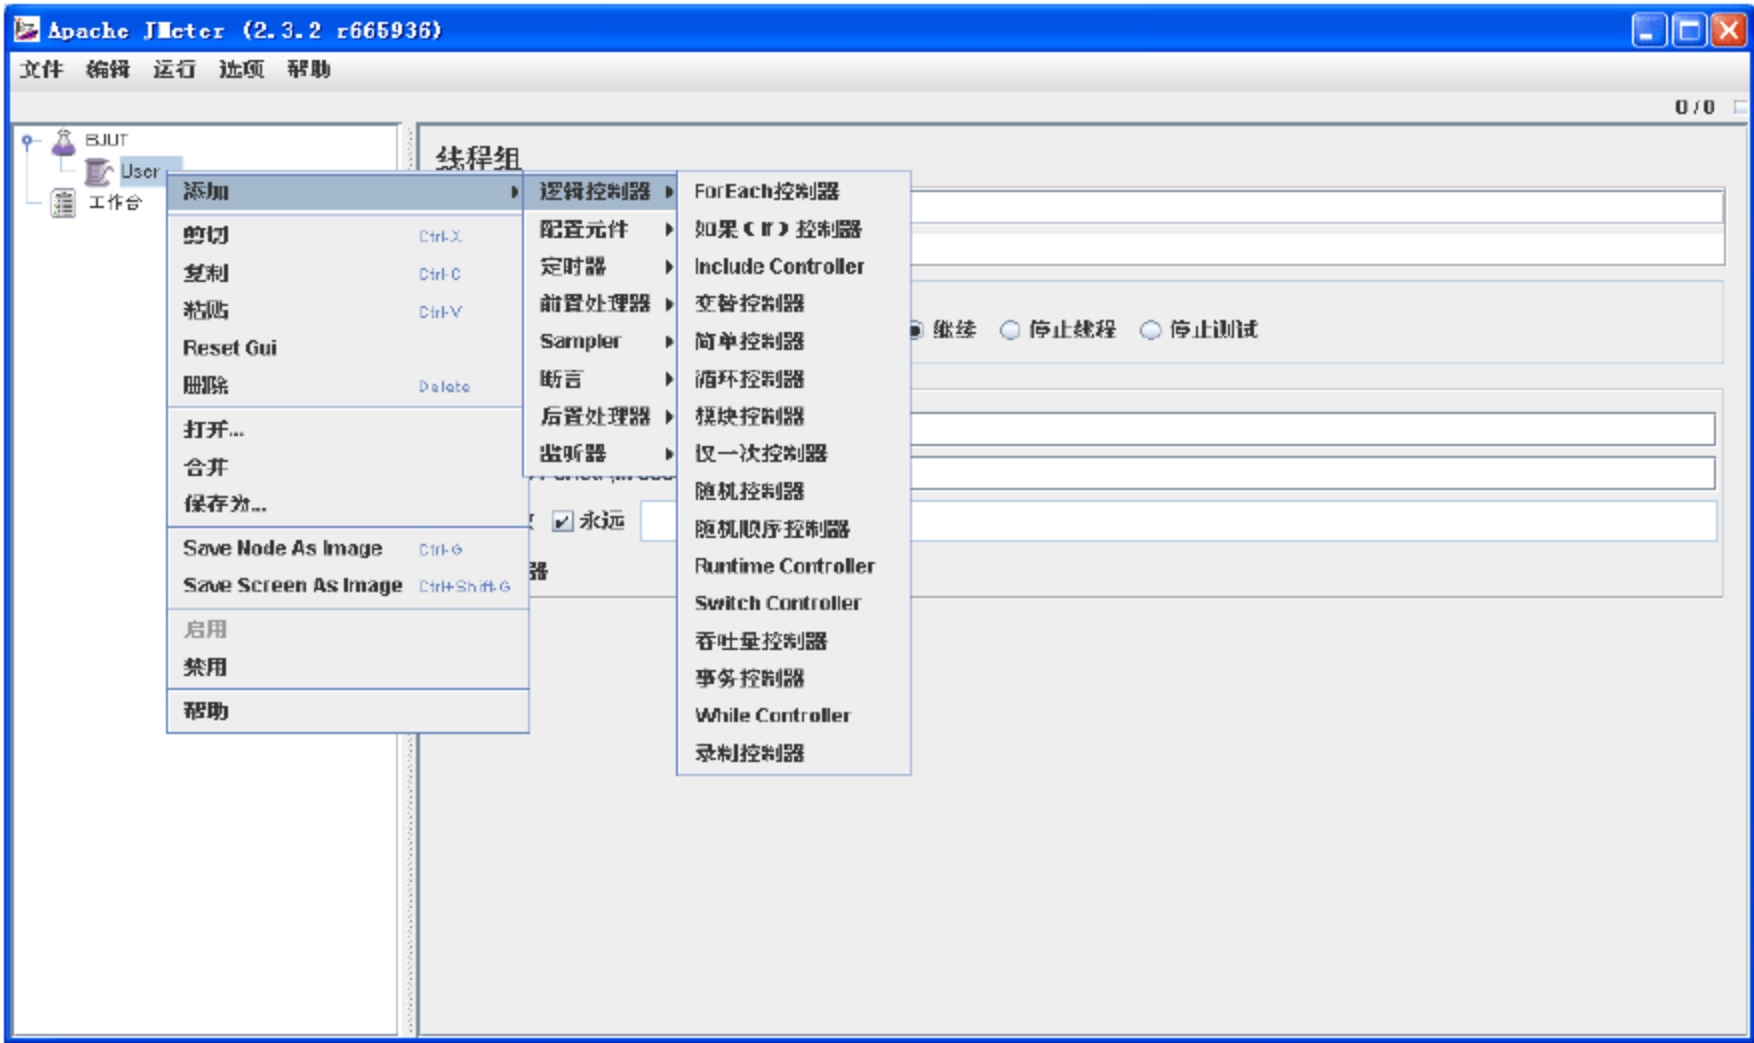 Apache JMeter (2.3.2 r665936)
文件 编辑 运行 选项 帮助
0 / 0
BJUT
User
工作台
线程组
添加
剪切 Ctrl-X
复制 Ctrl-C
粘贴 Ctrl-V
Reset Gui
删除 Delete
打开...
合并
保存为...
Save Node As Image Ctrl-G
Save Screen As Image Ctrl+Shift-G
启用
禁用
帮助
逻辑控制器
配置元件
定时器
前置处理器
Sampler
断言
后置处理器
监听器
ForEach控制器
如果（If）控制器
Include Controller
交替控制器
简单控制器
循环控制器
模块控制器
仅一次控制器
随机控制器
随机顺序控制器
Runtime Controller
Switch Controller
吞吐量控制器
事务控制器
While Controller
录制控制器
继续 停止线程 停止测试
永远
器